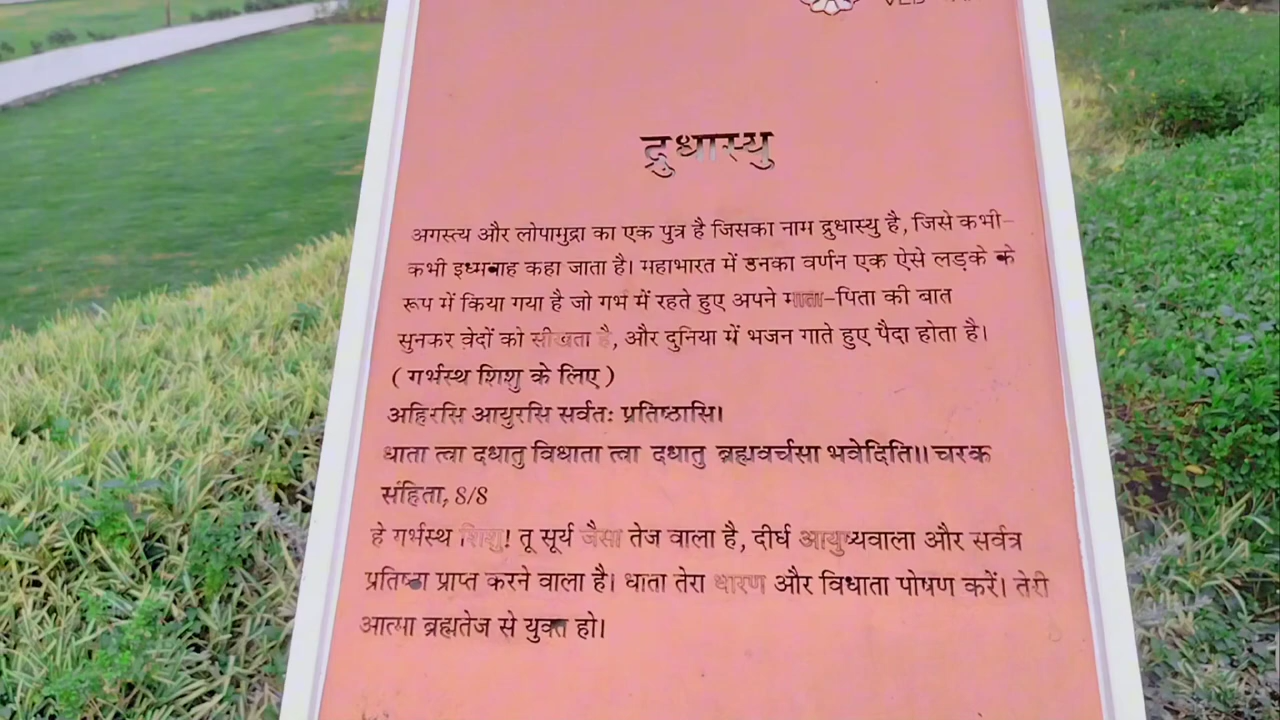 VED
द्रुधास्यु
अगस्त्य और लोपामुद्रा का एक पुत्र है जिसका नाम द्रुधास्यु है, जिसे कभी-
कभी इध्मवाह कहा जाता है। महाभारत में उनका वर्णन एक ऐसे लड़के के
रूप में किया गया है जो गर्भ में रहते हुए अपने माता-पिता की बात
सुनकर वेदों को सीखता है, और दुनिया में भजन गाते हुए पैदा होता है।
( गर्भस्थ शिशु के लिए )
अहिरसि आयुरसि सर्वतः प्रतिष्ठासि।
धाता त्वा दधातु विधाता त्वा दधातु ब्रह्मवर्चसा भवेदिति॥ चरक
संहिता, 8/8
हे गर्भस्थ शिशु! तू सूर्य जैसा तेज वाला है, दीर्घ आयुष्यवाला और सर्वत्र
प्रतिष्ठा प्राप्त करने वाला है। धाता तेरा धारण और विधाता पोषण करें। तेरी
आत्मा ब्रह्मतेज से युक्त हो।